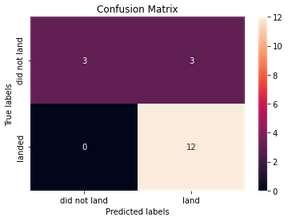 Confusion Matrix
12
10
8
6
4
2
0
True labels
did not land
3
3
landed
0
12
did not land
land
Predicted labels